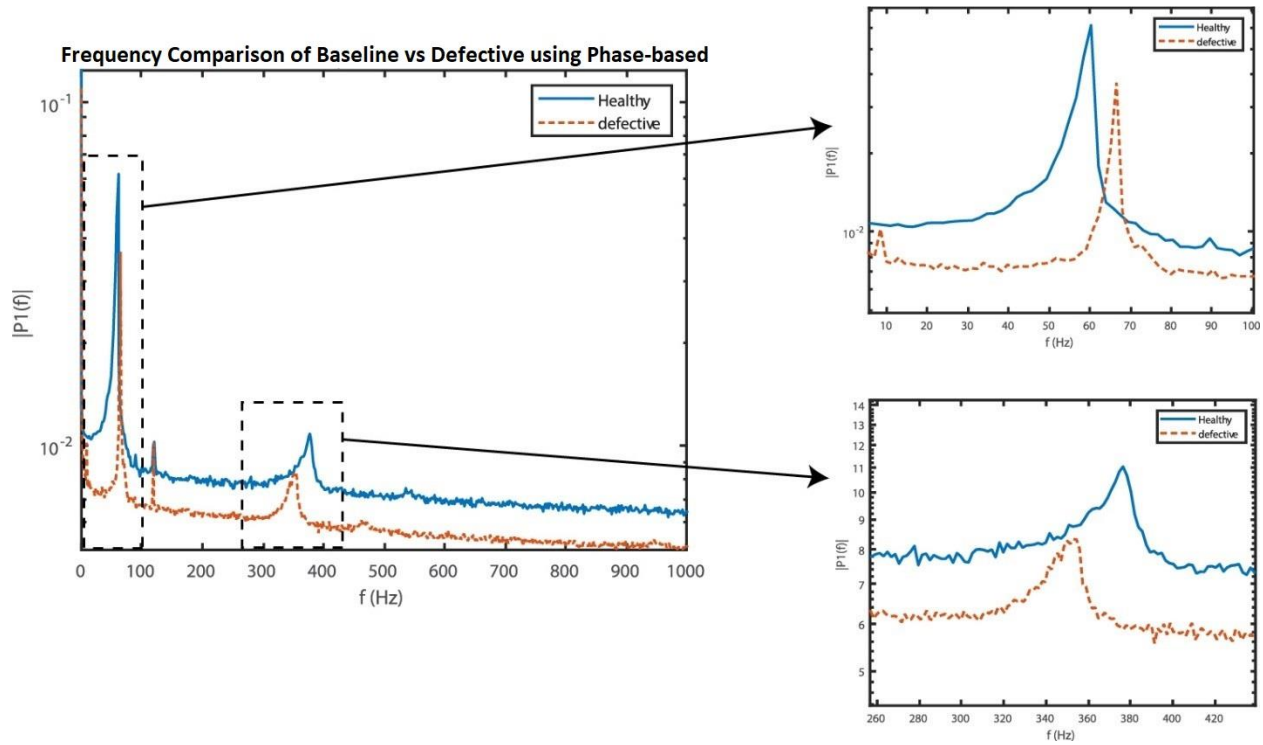 Frequency Comparison of Baseline vs Defective using Phase-based
Healthy
defective
10^-1
10^-2
|P1(f)|
0 100 200 300 400 500 600 700 800 900 1000
f (Hz)
Healthy
defective
|P1(f)|
10^-2
10 20 30 40 50 60 70 80 90 100
f (Hz)
Healthy
defective
14
13
12
11
10
9
8
7
6
5
|P1(f)|
260 280 300 320 340 360 380 400 420
f (Hz)